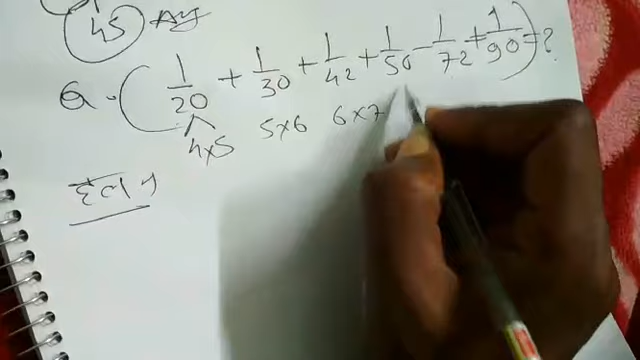 45 Ay
Q. ( 1/20 + 1/30 + 1/42 + 1/50 - 1/72 + 1/90 ) = ?
4×5 5×6 6×7
हल